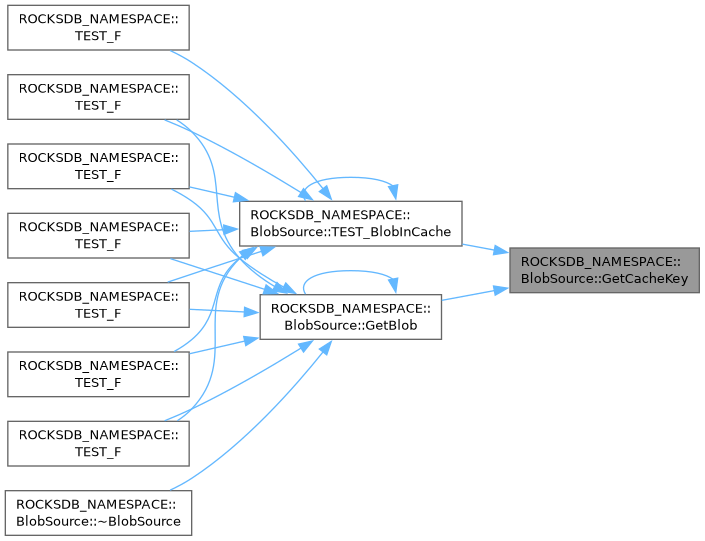 ROCKSDB_NAMESPACE::
TEST_F
ROCKSDB_NAMESPACE::
TEST_F
ROCKSDB_NAMESPACE::
TEST_F
ROCKSDB_NAMESPACE::
TEST_F
ROCKSDB_NAMESPACE::
TEST_F
ROCKSDB_NAMESPACE::
TEST_F
ROCKSDB_NAMESPACE::
TEST_F
ROCKSDB_NAMESPACE::
BlobSource::~BlobSource
ROCKSDB_NAMESPACE::
BlobSource::TEST_BlobInCache
ROCKSDB_NAMESPACE::
BlobSource::GetBlob
ROCKSDB_NAMESPACE::
BlobSource::GetCacheKey